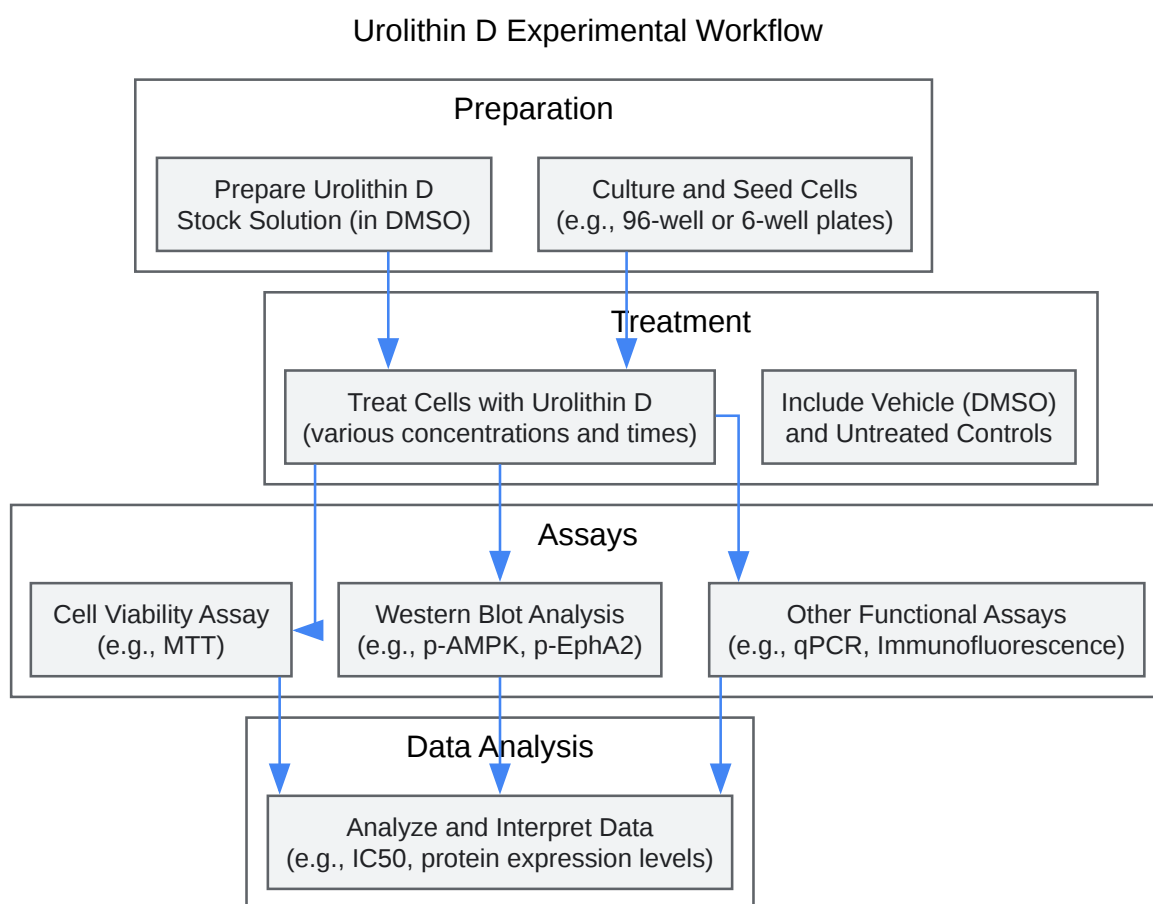 Urolithin D Experimental Workflow
Preparation
Prepare Urolithin D
Stock Solution (in DMSO)
Culture and Seed Cells
(e.g., 96-well or 6-well plates)
Treatment
Treat Cells with Urolithin D
(various concentrations and times)
Include Vehicle (DMSO)
and Untreated Controls
Assays
Cell Viability Assay
(e.g., MTT)
Western Blot Analysis
(e.g., p-AMPK, p-EphA2)
Other Functional Assays
(e.g., qPCR, Immunofluorescence)
Data Analysis
Analyze and Interpret Data
(e.g., IC50, protein expression levels)